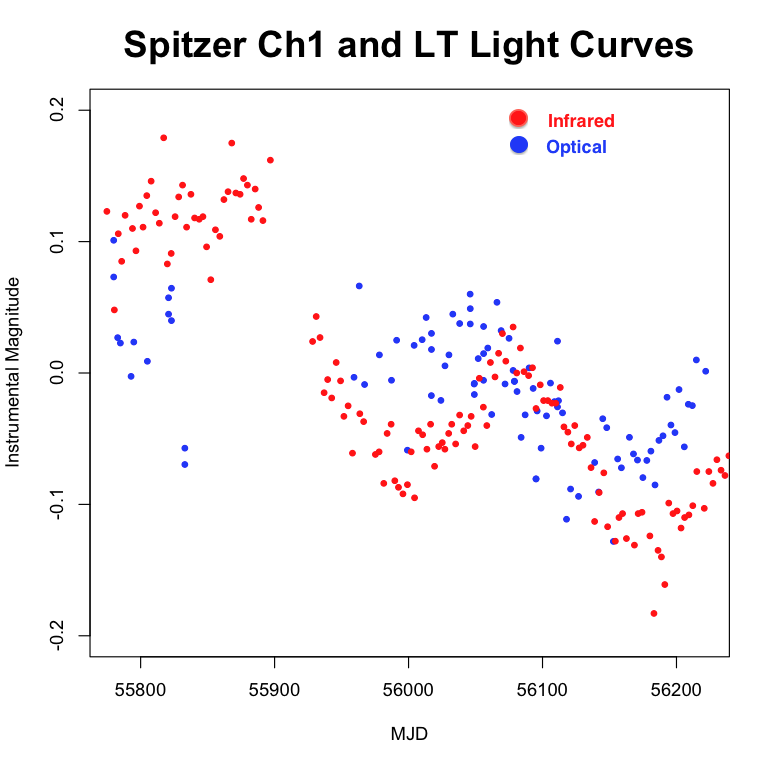 Spitzer Ch1 and LT Light Curves
Infrared
Optical
Instrumental Magnitude
0.2
0.1
0.0
-0.1
-0.2
55800 55900 56000 56100 56200
MJD